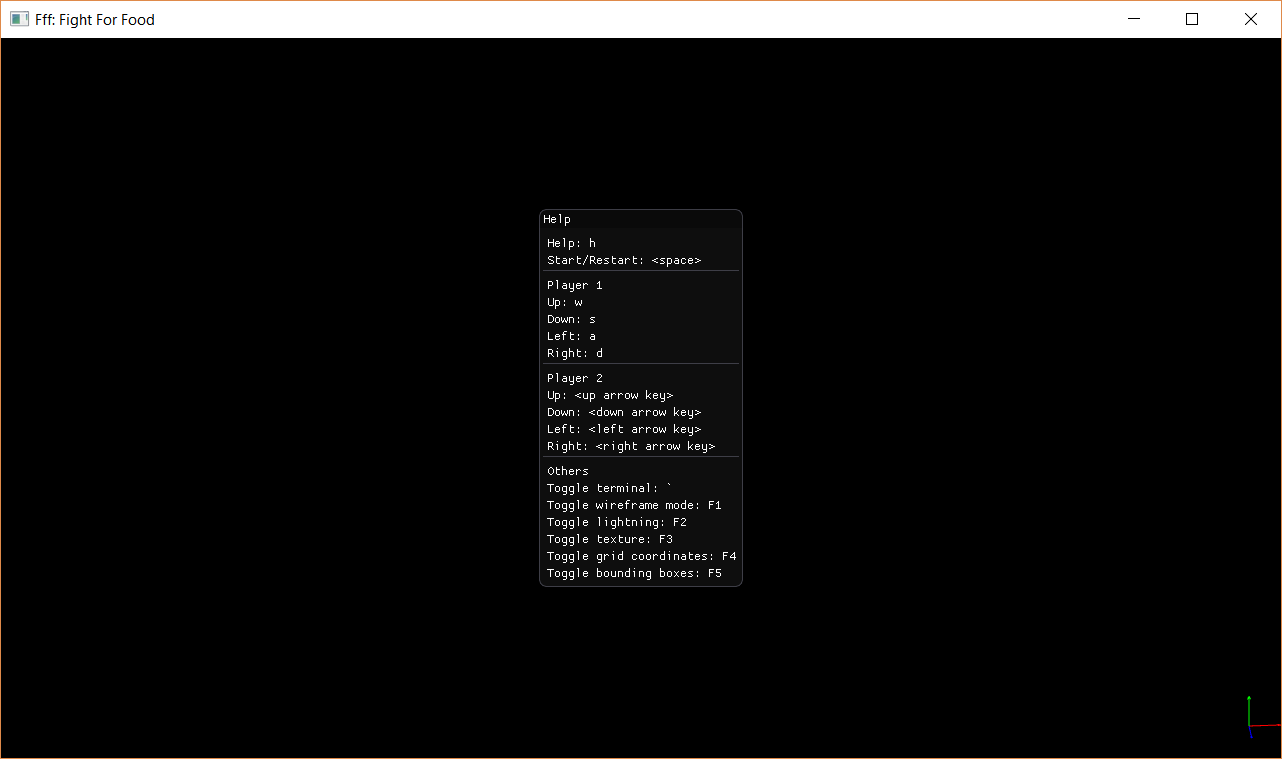 Fff: Fight For Food
Help
Help: h
Start/Restart: <space>
Player 1
Up: w
Down: s
Left: a
Right: d
Player 2
Up: <up arrow key>
Down: <down arrow key>
Left: <left arrow key>
Right: <right arrow key>
Others
Toggle terminal: `
Toggle wireframe mode: F1
Toggle lightning: F2
Toggle texture: F3
Toggle grid coordinates: F4
Toggle bounding boxes: F5